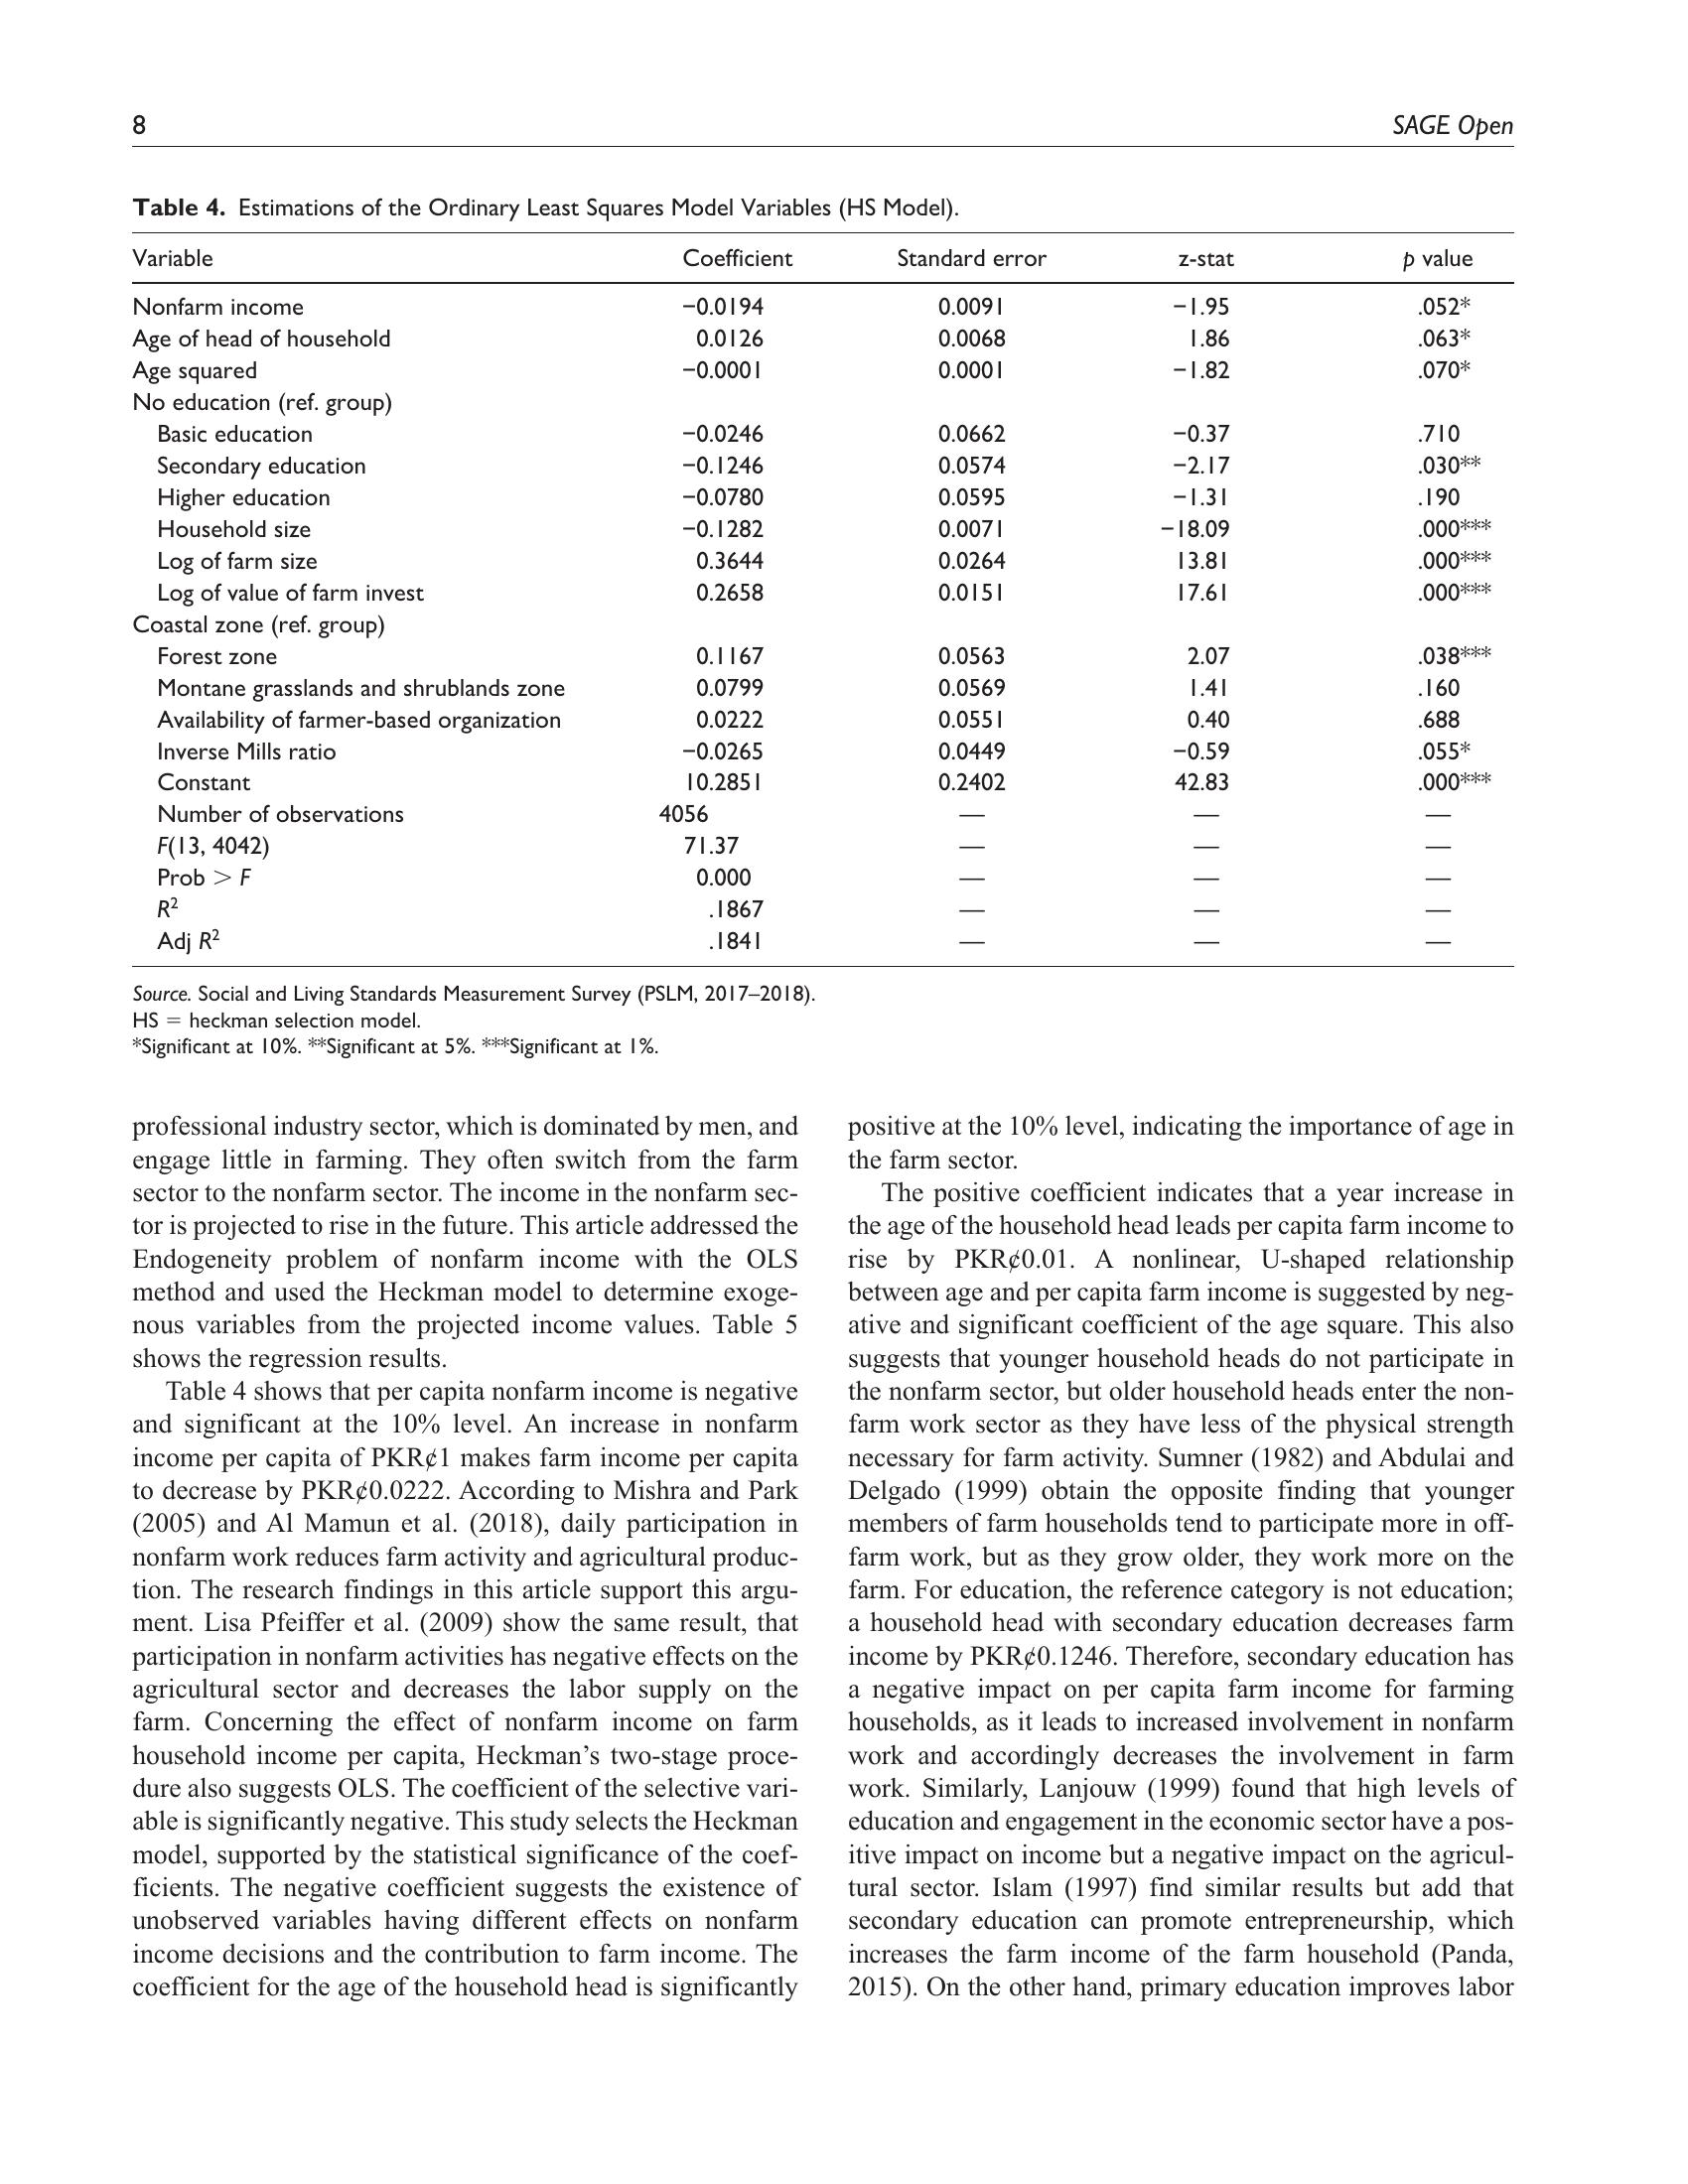 8
SAGE Open
Table 4. Estimations of the Ordinary Least Squares Model Variables (HS Model).
Variable Coefficient Standard error z-stat p value
Nonfarm income −0.0194 0.0091 −1.95 .052*
Age of head of household 0.0126 0.0068 1.86 .063*
Age squared −0.0001 0.0001 −1.82 .070*
No education (ref. group)
Basic education −0.0246 0.0662 −0.37 .710
Secondary education −0.1246 0.0574 −2.17 .030**
Higher education −0.0780 0.0595 −1.31 .190
Household size −0.1282 0.0071 −18.09 .000***
Log of farm size 0.3644 0.0264 13.81 .000***
Log of value of farm invest 0.2658 0.0151 17.61 .000***
Coastal zone (ref. group)
Forest zone 0.1167 0.0563 2.07 .038***
Montane grasslands and shrublands zone 0.0799 0.0569 1.41 .160
Availability of farmer-based organization 0.0222 0.0551 0.40 .688
Inverse Mills ratio −0.0265 0.0449 −0.59 .055*
Constant 10.2851 0.2402 42.83 .000***
Number of observations 4056 — — —
F(13, 4042) 71.37 — — —
Prob > F 0.000 — — —
R² .1867 — — —
Adj R² .1841 — — —
Source. Social and Living Standards Measurement Survey (PSLM, 2017–2018).
HS = heckman selection model.
*Significant at 10%. **Significant at 5%. ***Significant at 1%.
professional industry sector, which is dominated by men, and
engage little in farming. They often switch from the farm
sector to the nonfarm sector. The income in the nonfarm sec-
tor is projected to rise in the future. This article addressed the
Endogeneity problem of nonfarm income with the OLS
method and used the Heckman model to determine exoge-
nous variables from the projected income values. Table 5
shows the regression results.
Table 4 shows that per capita nonfarm income is negative
and significant at the 10% level. An increase in nonfarm
income per capita of PKR¢1 makes farm income per capita
to decrease by PKR¢0.0222. According to Mishra and Park
(2005) and Al Mamun et al. (2018), daily participation in
nonfarm work reduces farm activity and agricultural produc-
tion. The research findings in this article support this argu-
ment. Lisa Pfeiffer et al. (2009) show the same result, that
participation in nonfarm activities has negative effects on the
agricultural sector and decreases the labor supply on the
farm. Concerning the effect of nonfarm income on farm
household income per capita, Heckman's two-stage proce-
dure also suggests OLS. The coefficient of the selective vari-
able is significantly negative. This study selects the Heckman
model, supported by the statistical significance of the coef-
ficients. The negative coefficient suggests the existence of
unobserved variables having different effects on nonfarm
income decisions and the contribution to farm income. The
coefficient for the age of the household head is significantly
positive at the 10% level, indicating the importance of age in
the farm sector.
The positive coefficient indicates that a year increase in
the age of the household head leads per capita farm income to
rise by PKR¢0.01. A nonlinear, U-shaped relationship
between age and per capita farm income is suggested by neg-
ative and significant coefficient of the age square. This also
suggests that younger household heads do not participate in
the nonfarm sector, but older household heads enter the non-
farm work sector as they have less of the physical strength
necessary for farm activity. Sumner (1982) and Abdulai and
Delgado (1999) obtain the opposite finding that younger
members of farm households tend to participate more in off-
farm work, but as they grow older, they work more on the
farm. For education, the reference category is not education;
a household head with secondary education decreases farm
income by PKR¢0.1246. Therefore, secondary education has
a negative impact on per capita farm income for farming
households, as it leads to increased involvement in nonfarm
work and accordingly decreases the involvement in farm
work. Similarly, Lanjouw (1999) found that high levels of
education and engagement in the economic sector have a pos-
itive impact on income but a negative impact on the agricul-
tural sector. Islam (1997) find similar results but add that
secondary education can promote entrepreneurship, which
increases the farm income of the farm household (Panda,
2015). On the other hand, primary education improves labor